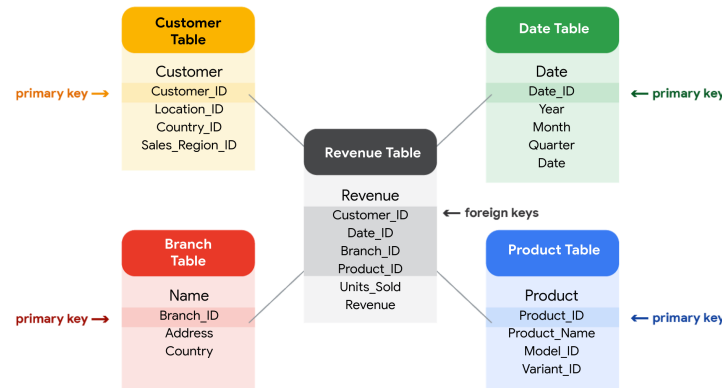 Customer
Table
Customer
primary key →
Customer_ID
Location_ID
Country_ID
Sales_Region_ID
Date Table
Date
Date_ID
← primary key
Year
Month
Quarter
Date
Revenue Table
Revenue
Customer_ID
← foreign keys
Date_ID
Branch_ID
Product_ID
Units_Sold
Revenue
Branch
Table
Name
primary key →
Branch_ID
Address
Country
Product Table
Product
Product_ID
← primary key
Product_Name
Model_ID
Variant_ID